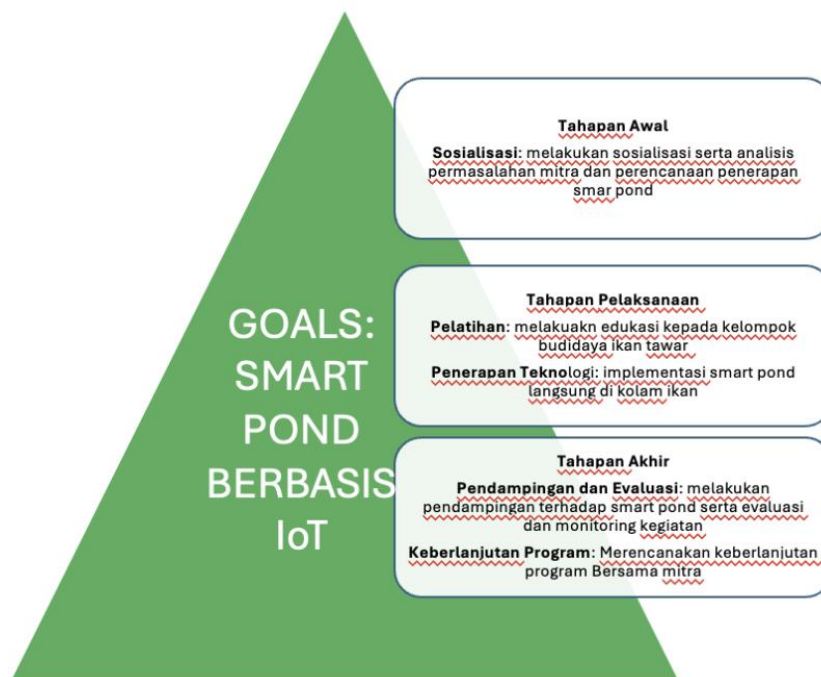 GOALS:
SMART
POND
BERBASIS
IoT
Tahapan Awal
Sosialisasi: melakukan sosialisasi serta analisis
permasalahan mitra dan perencanaan penerapan
smar pond
Tahapan Pelaksanaan
Pelatihan: melakuakn edukasi kepada kelompok
budidaya ikan tawar
Penerapan Teknologi: implementasi smart pond
langsung di kolam ikan
Tahapan Akhir
Pendampingan dan Evaluasi: melakukan
pendampingan terhadap smart pond serta evaluasi
dan monitoring kegiatan
Keberlanjutan Program: Merencanakan keberlanjutan
program Bersama mitra